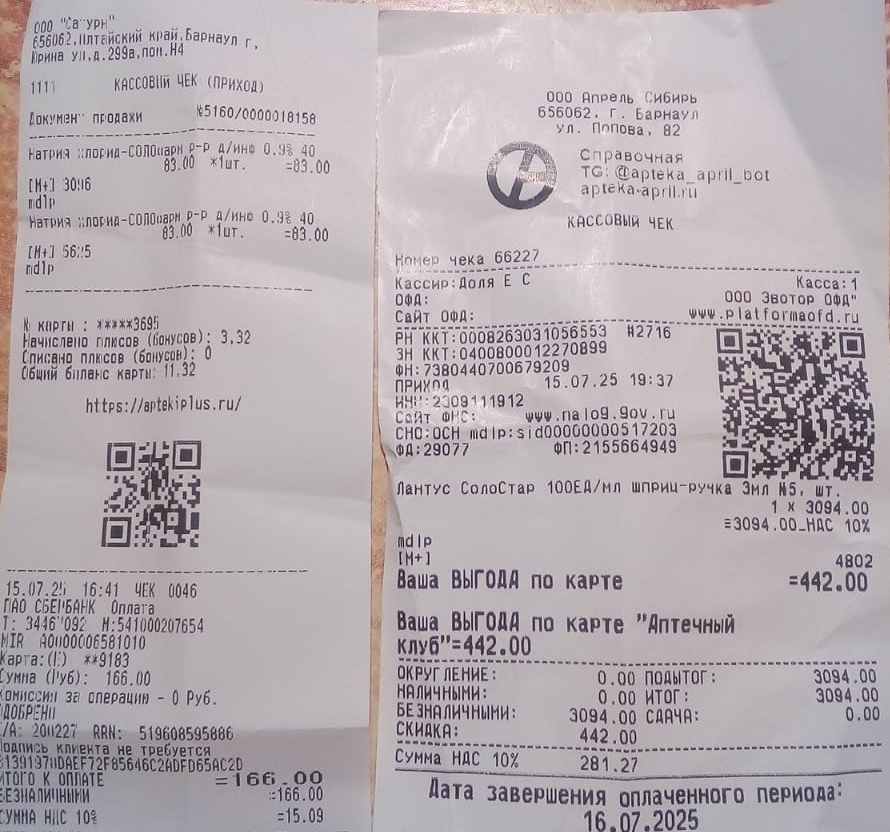 ООО "Сатурн"
656062,Алтайский край,Барнаул г,
Юрина ул,д.299а,пом.Н4
1111 КАССОВЫЙ ЧЕК (ПРИХОД)
Документ продажи №5160/0000018158
Натрия хлорид-СОЛОфарм р-р д/инф 0.9% 40
83.00 *1шт. =83.00
[M+] 3096
mdlp
Натрия хлорид-СОЛОфарм р-р д/инф 0.9% 40
83.00 *1шт. =83.00
[M+]
mdlp
№ карты : *****3695
Начислено плюсов (бонусов): 3,32
Списано плюсов (бонусов): 0
Общий баланс карты: 11.32
https://aptekiplus.ru/
15.07.25 16:41 ЧЕК 0046
ПАО СБЕРБАНК Оплата
М:541000207654
MIR A0000006581010
Карта: **9183
Сумма (Руб): 166.00
Комиссия за операцию - 0 Руб.
ОДОБРЕНО
К/А: 200227 RRN: 519608595886
Подпись клиента не требуется
ИТОГО К ОПЛАТЕ =166.00
БЕЗНАЛИЧНЫМИ =166.00
СУММА НДС 10% =15.09
ООО Апрель Сибирь
656062, г. Барнаул
ул. Попова, 82
Справочная
TG: @apteka_april_bot
apteka-april.ru
КАССОВЫЙ ЧЕК
Номер чека 66227
Кассир:Доля Е С Касса:1
ОФД: ООО Эвотор ОФД"
Сайт ОФД: www.platformaofd.ru
РН ККТ:0008263031056553 #2716
ЗН ККТ:0400800012270899
ФН:7380440700679209
ПРИХОД 15.07.25 19:37
ИНН:2309111912
Сайт ФНС: www.nalog.gov.ru
СНО:ОСН mdlp:sid00000000517203
ФД:29077 ФП:2155664949
Лантус СолоСтар 100ЕД/мл шприц-ручка 3мл №5, шт.
1 x 3094.00
≡3094.00_НДС 10%
mdlp
[M+] 4802
Ваша ВЫГОДА по карте =442.00
Ваша ВЫГОДА по карте "Аптечный
клуб"=442.00
ОКРУГЛЕНИЕ: 0.00 ПОДЫТОГ: 3094.00
НАЛИЧНЫМИ: 0.00 ИТОГ: 3094.00
БЕЗНАЛИЧНЫМИ: 3094.00 СДАЧА: 0.00
СКИДКА: 442.00
Сумма НДС 10% 281.27
Дата завершения оплаченного периода:
16.07.2025